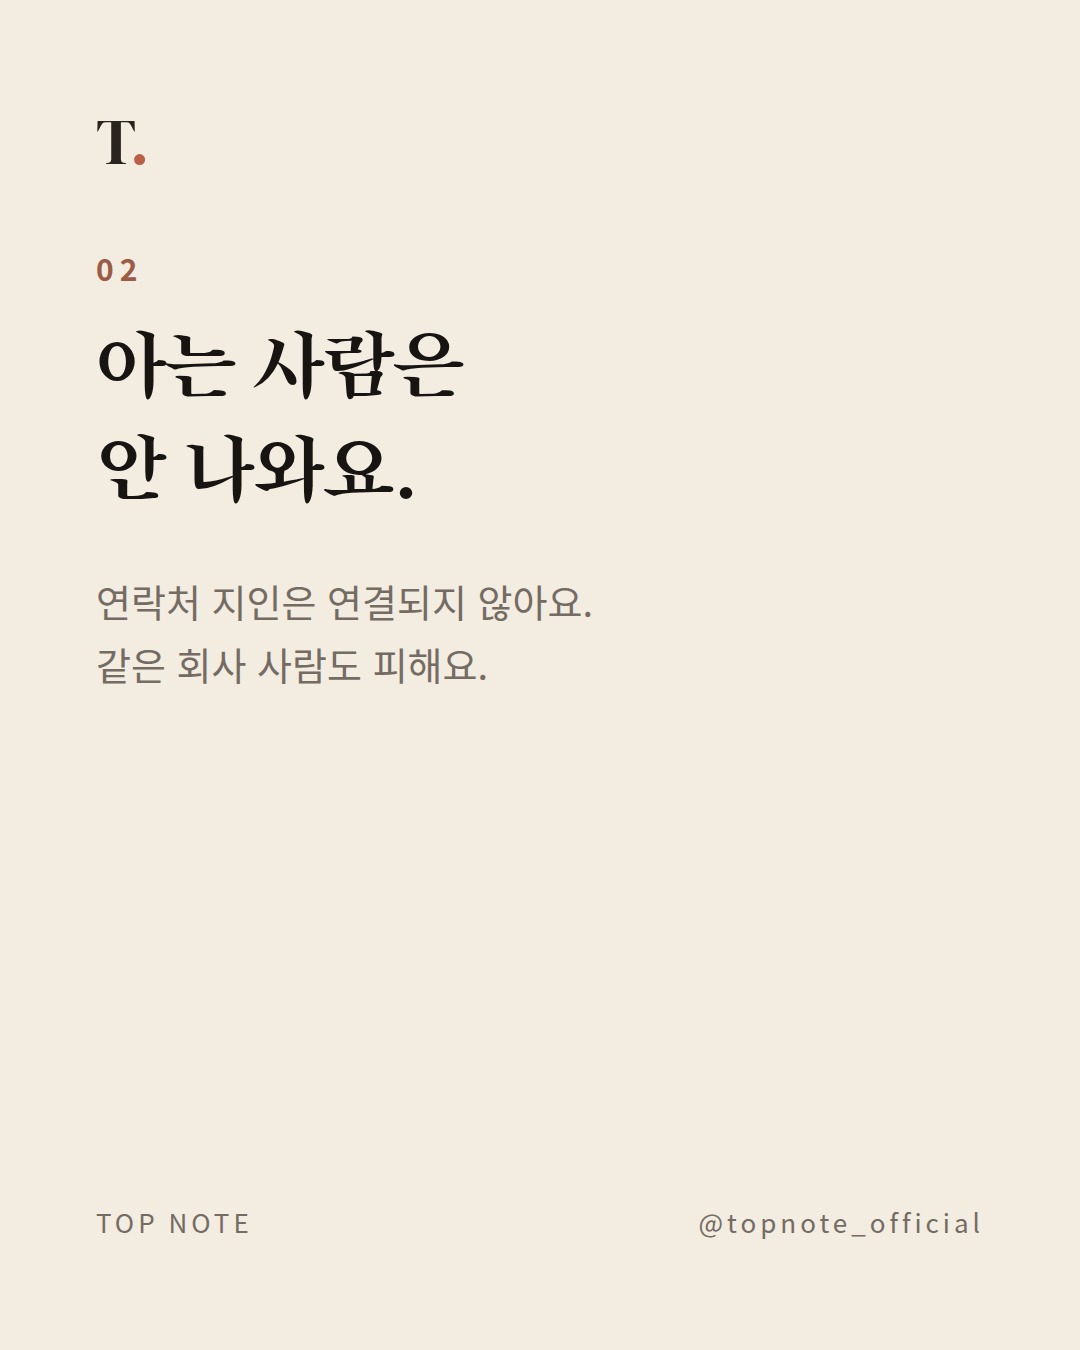 T.
02
아는 사람은
안 나와요.
연락처 지인은 연결되지 않아요.
같은 회사 사람도 피해요.
TOP NOTE
@topnote_official